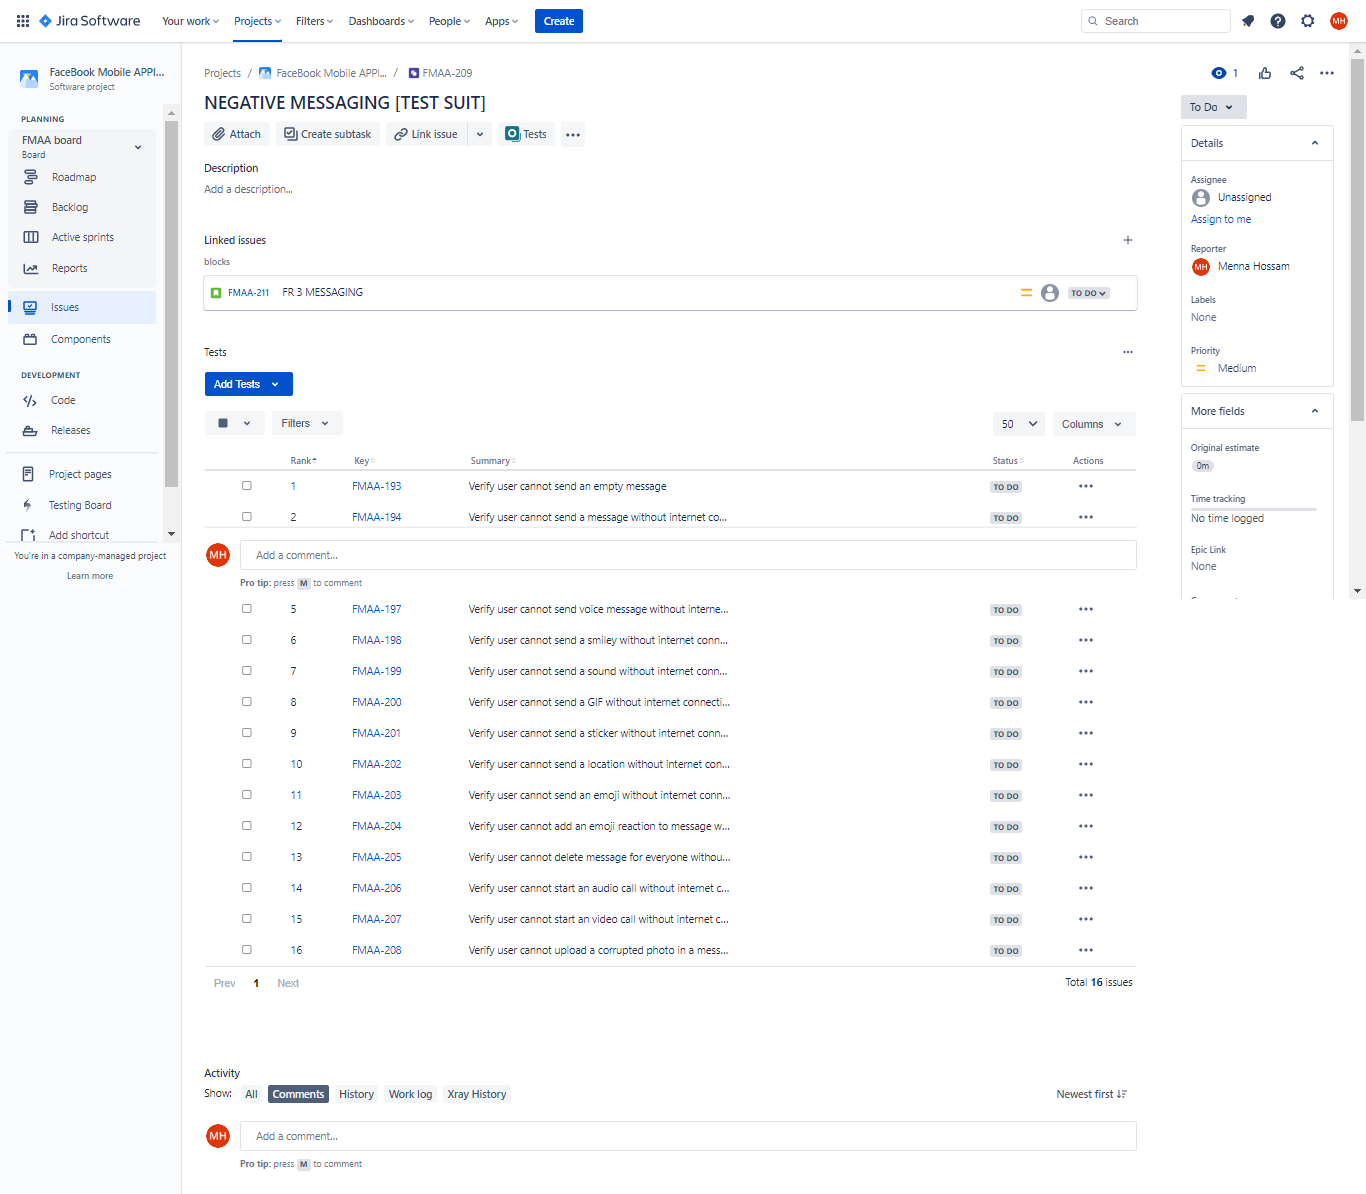 Jira Software Your work Projects Filters Dashboards People Apps Create Search MH
FaceBook Mobile APPl...
Software project
PLANNING
FMAA board
Board
Roadmap
Backlog
Active sprints
Reports
Issues
Components
DEVELOPMENT
Code
Releases
Project pages
Testing Board
Add shortcut
You're in a company-managed project
Learn more
Projects / FaceBook Mobile APPl... / FMAA-209
1
NEGATIVE MESSAGING [TEST SUIT]
Attach Create subtask Link issue Tests
Description
Add a description...
Linked issues
blocks
FMAA-211 FR 3 MESSAGING TO DO
Tests
Add Tests
Filters 50 Columns
Rank Key Summary Status Actions
1 FMAA-193 Verify user cannot send an empty message TO DO
2 FMAA-194 Verify user cannot send a message without internet co... TO DO
MH Add a comment...
Pro tip: press M to comment
5 FMAA-197 Verify user cannot send voice message without interne... TO DO
6 FMAA-198 Verify user cannot send a smiley without internet conn... TO DO
7 FMAA-199 Verify user cannot send a sound without internet conn... TO DO
8 FMAA-200 Verify user cannot send a GIF without internet connecti... TO DO
9 FMAA-201 Verify user cannot send a sticker without internet conn... TO DO
10 FMAA-202 Verify user cannot send a location without internet con... TO DO
11 FMAA-203 Verify user cannot send an emoji without internet conn... TO DO
12 FMAA-204 Verify user cannot add an emoji reaction to message w... TO DO
13 FMAA-205 Verify user cannot delete message for everyone withou... TO DO
14 FMAA-206 Verify user cannot start an audio call without internet c... TO DO
15 FMAA-207 Verify user cannot start an video call without internet c... TO DO
16 FMAA-208 Verify user cannot upload a corrupted photo in a mess... TO DO
Prev 1 Next Total 16 issues
Activity
Show: All Comments History Work log Xray History Newest first
MH Add a comment...
Pro tip: press M to comment
To Do
Details
Assignee
Unassigned
Assign to me
Reporter
MH Menna Hossam
Labels
None
Priority
Medium
More fields
Original estimate
0m
Time tracking
No time logged
Epic Link
None